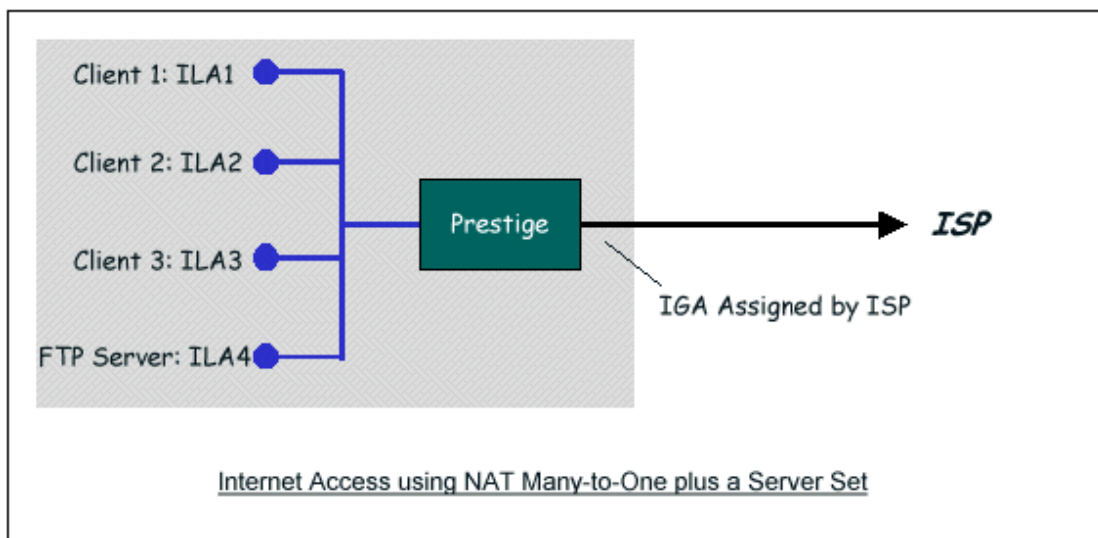 Client 1: ILA1
Client 2: ILA2
Prestige
ISP
Client 3: ILA3
IGA Assigned by ISP
FTP Server: ILA4
Internet Access using NAT Many-to-One plus a Server Set